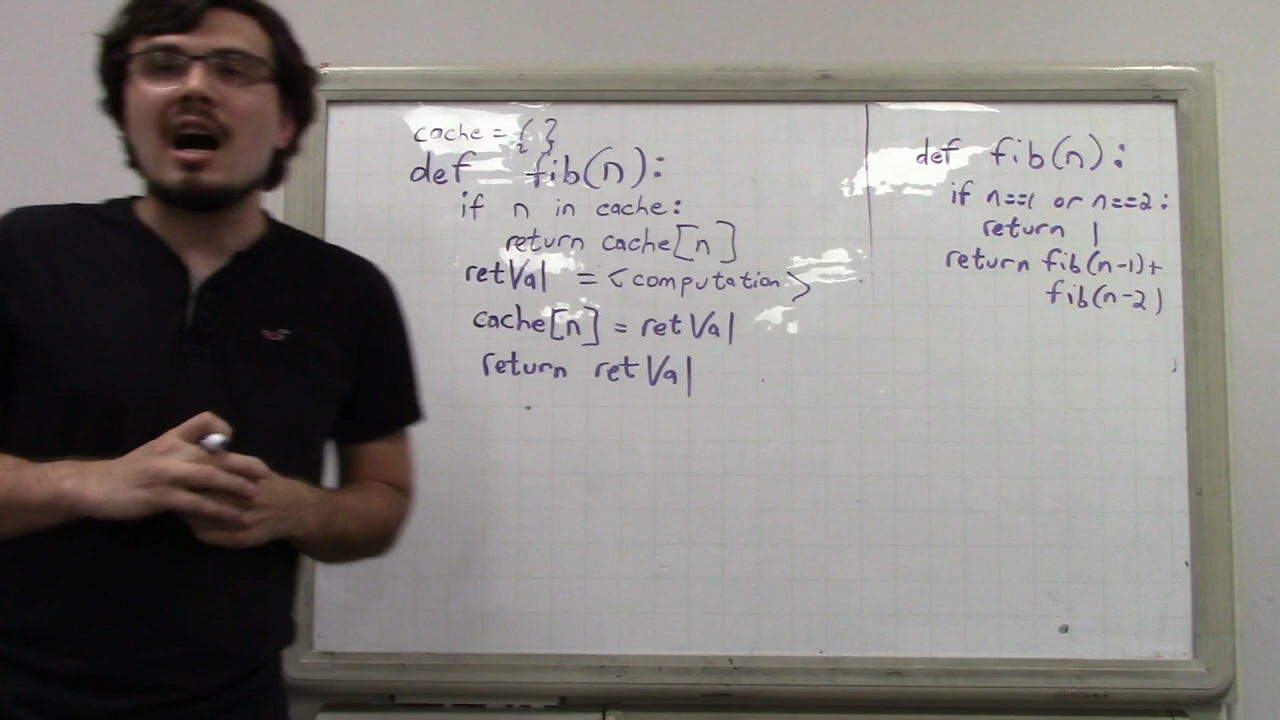 cache = { }
def fib(n):
if n in cache:
return cache[n]
retVal = <computation>
cache[n] = retVal
return retVal
def fib(n):
if n==1 or n==2:
return 1
return fib(n-1)+
fib(n-2)